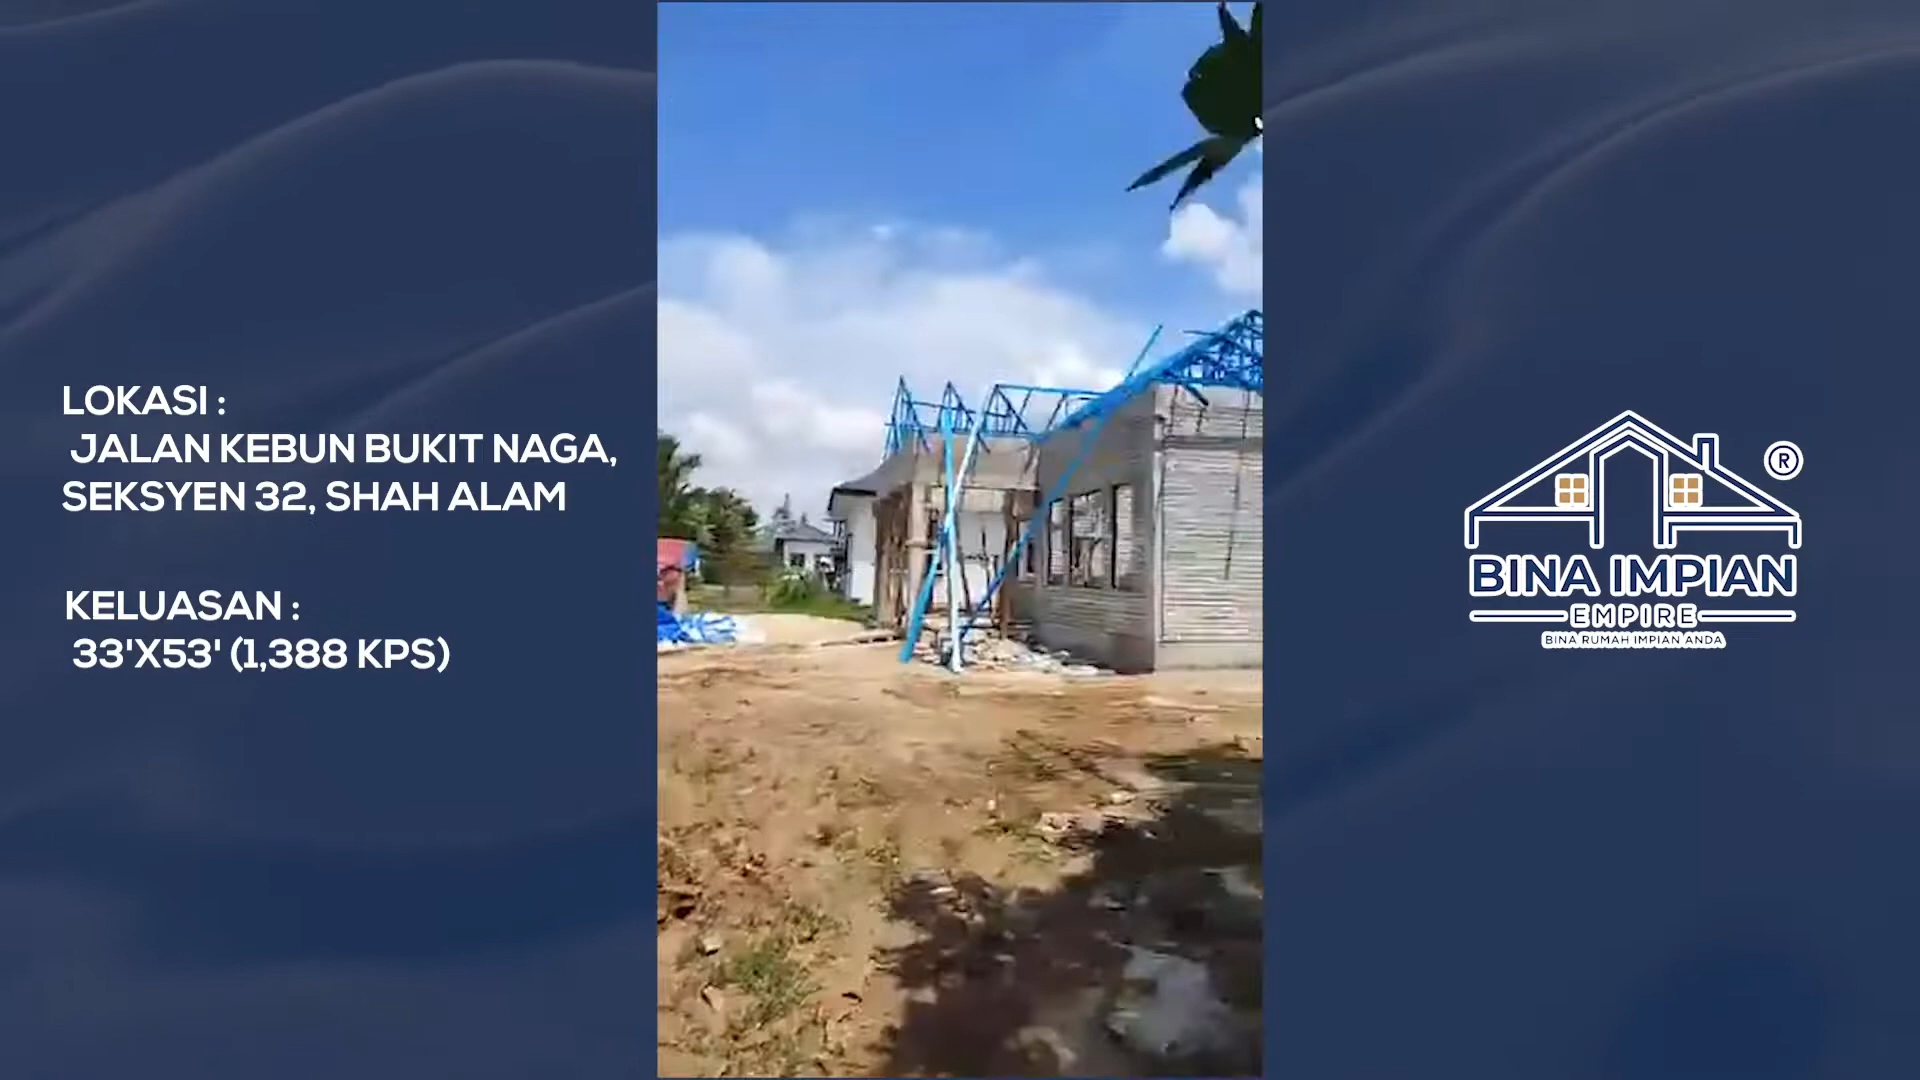 LOKASI :
JALAN KEBUN BUKIT NAGA,
SEKSYEN 32, SHAH ALAM
KELUASAN :
33'X53' (1,388 KPS)
®
BINA IMPIAN
EMPIRE
BINA RUMAH IMPIAN ANDA